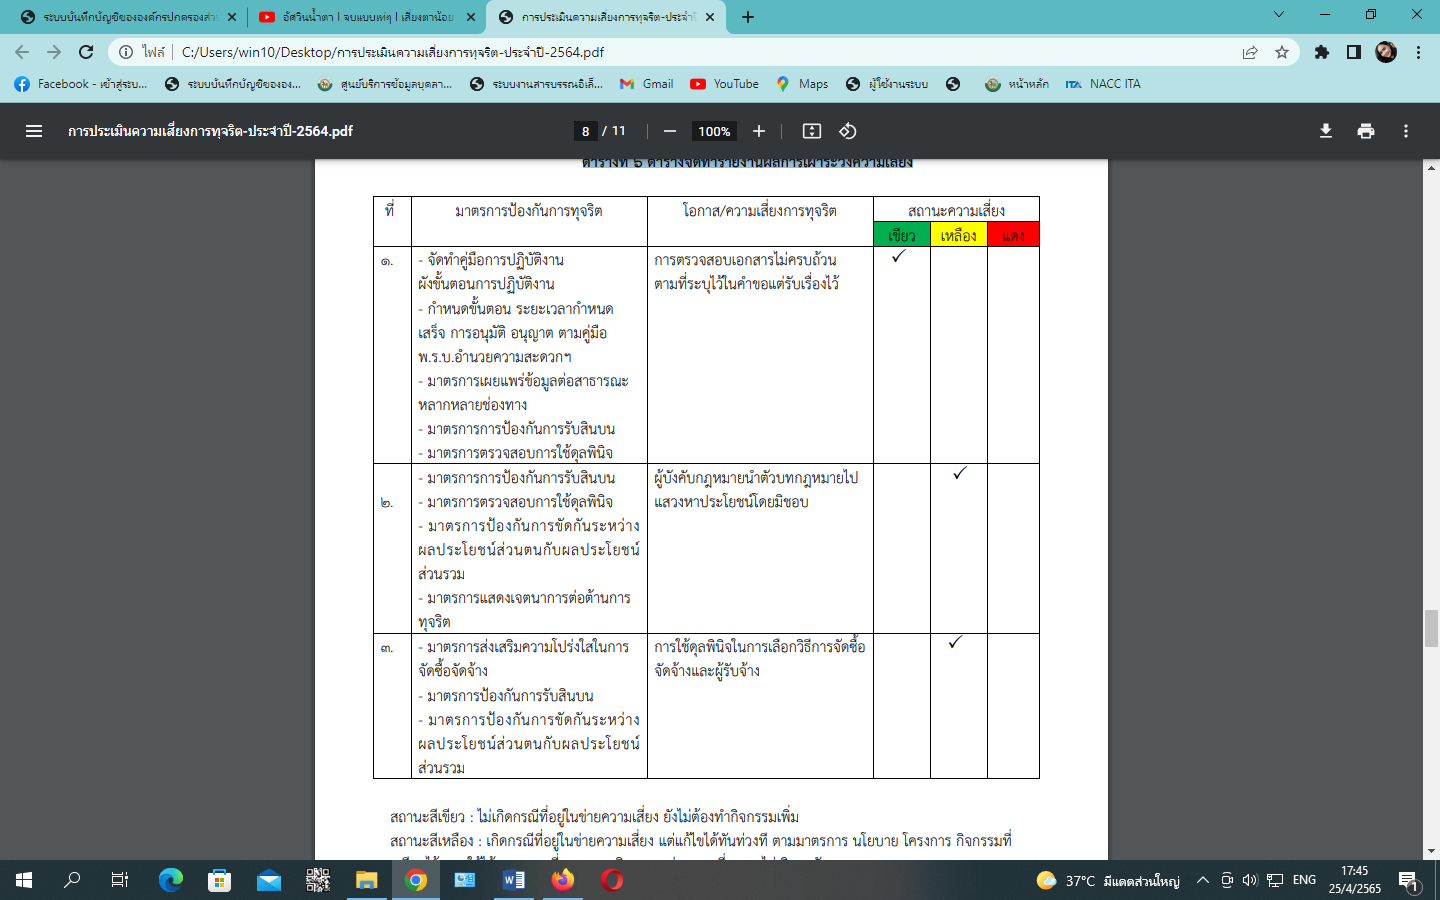 ระบบบันทึกบัญชีขององค์กรปกครองส่วน
อัศวินน้ำตา | จบแบบเท่ๆ | เสียงตาน้อย
การประเมินความเสี่ยงการทุจริต-ประจำปี
ไฟล์ C:/Users/win10/Desktop/การประเมินความเสี่ยงการทุจริต-ประจำปี-2564.pdf
Facebook - เข้าสู่ระบ... ระบบบันทึกบัญชีขององ... ศูนย์บริการข้อมูลบุคลา... ระบบงานสารบรรณอิเล็... Gmail YouTube Maps ผู้ใช้งานระบบ หน้าหลัก ITA NACC ITA
การประเมินความเสี่ยงการทุจริต-ประจำปี-2564.pdf 8 / 11 100%
ตารางที่ ๖ ตารางจัดทำรายงานผลการเฝ้าระวังความเสี่ยง
ที่ มาตรการป้องกันการทุจริต โอกาส/ความเสี่ยงการทุจริต สถานะความเสี่ยง
เขียว เหลือง แดง
๑. - จัดทำคู่มือการปฏิบัติงาน การตรวจสอบเอกสารไม่ครบถ้วน ✓
ผังขั้นตอนการปฏิบัติงาน ตามที่ระบุไว้ในคำขอแต่รับเรื่องไว้
- กำหนดขั้นตอน ระยะเวลากำหนด
เสร็จ การอนุมัติ อนุญาต ตามคู่มือ
พ.ร.บ.อำนวยความสะดวกฯ
- มาตรการเผยแพร่ข้อมูลต่อสาธารณะ
หลากหลายช่องทาง
- มาตรการการป้องกันการรับสินบน
- มาตรการตรวจสอบการใช้ดุลพินิจ
- มาตรการการป้องกันการรับสินบน ผู้บังคับกฎหมายนำตัวบทกฎหมายไป ✓
๒. - มาตรการตรวจสอบการใช้ดุลพินิจ แสวงหาประโยชน์โดยมิชอบ
- มาตรการป้องกันการขัดกันระหว่าง
ผลประโยชน์ส่วนตนกับผลประโยชน์
ส่วนรวม
- มาตรการแสดงเจตนาการต่อต้านการ
ทุจริต
๓. - มาตรการส่งเสริมความโปร่งใสในการ การใช้ดุลพินิจในการเลือกวิธีการจัดซื้อ ✓
จัดซื้อจัดจ้าง จัดจ้างและผู้รับจ้าง
- มาตรการป้องกันการรับสินบน
- มาตรการป้องกันการขัดกันระหว่าง
ผลประโยชน์ส่วนตนกับผลประโยชน์
ส่วนรวม
สถานะสีเขียว : ไม่เกิดกรณีที่อยู่ในข่ายความเสี่ยง ยังไม่ต้องทำกิจกรรมเพิ่ม
สถานะสีเหลือง : เกิดกรณีที่อยู่ในข่ายความเสี่ยง แต่แก้ไขได้ทันท่วงที ตามมาตรการ นโยบาย โครงการ กิจกรรมที่
37°C มีแดดส่วนใหญ่ ENG 17:45
25/4/2565 1